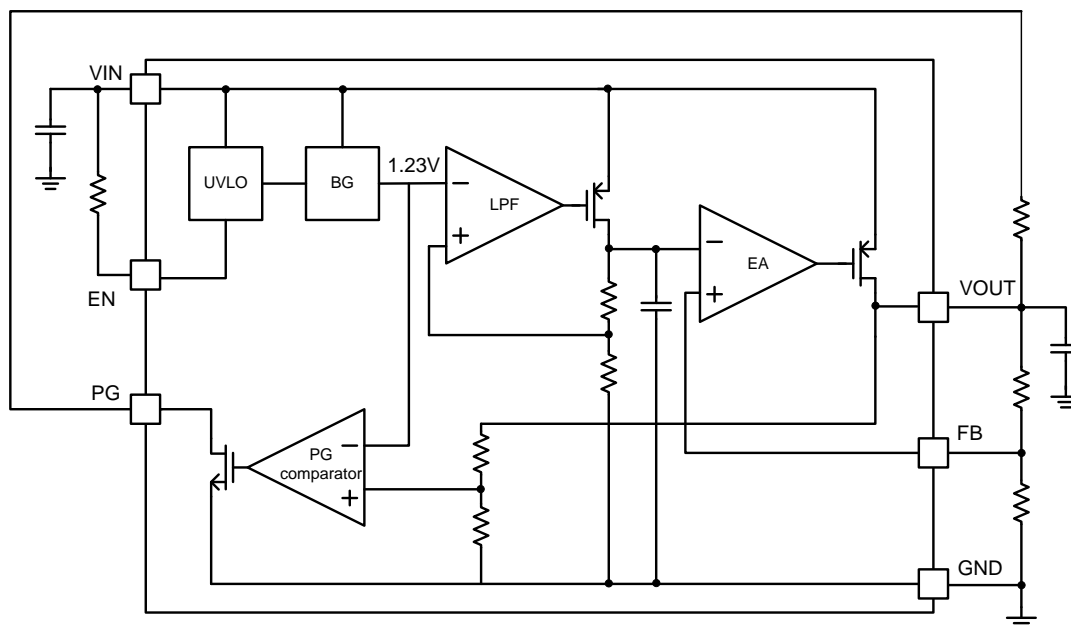 VIN
1.23V
UVLO
BG
−
LPF
+
−
EA
+
EN
VOUT
PG
FB
−
PG
comparator
+
GND